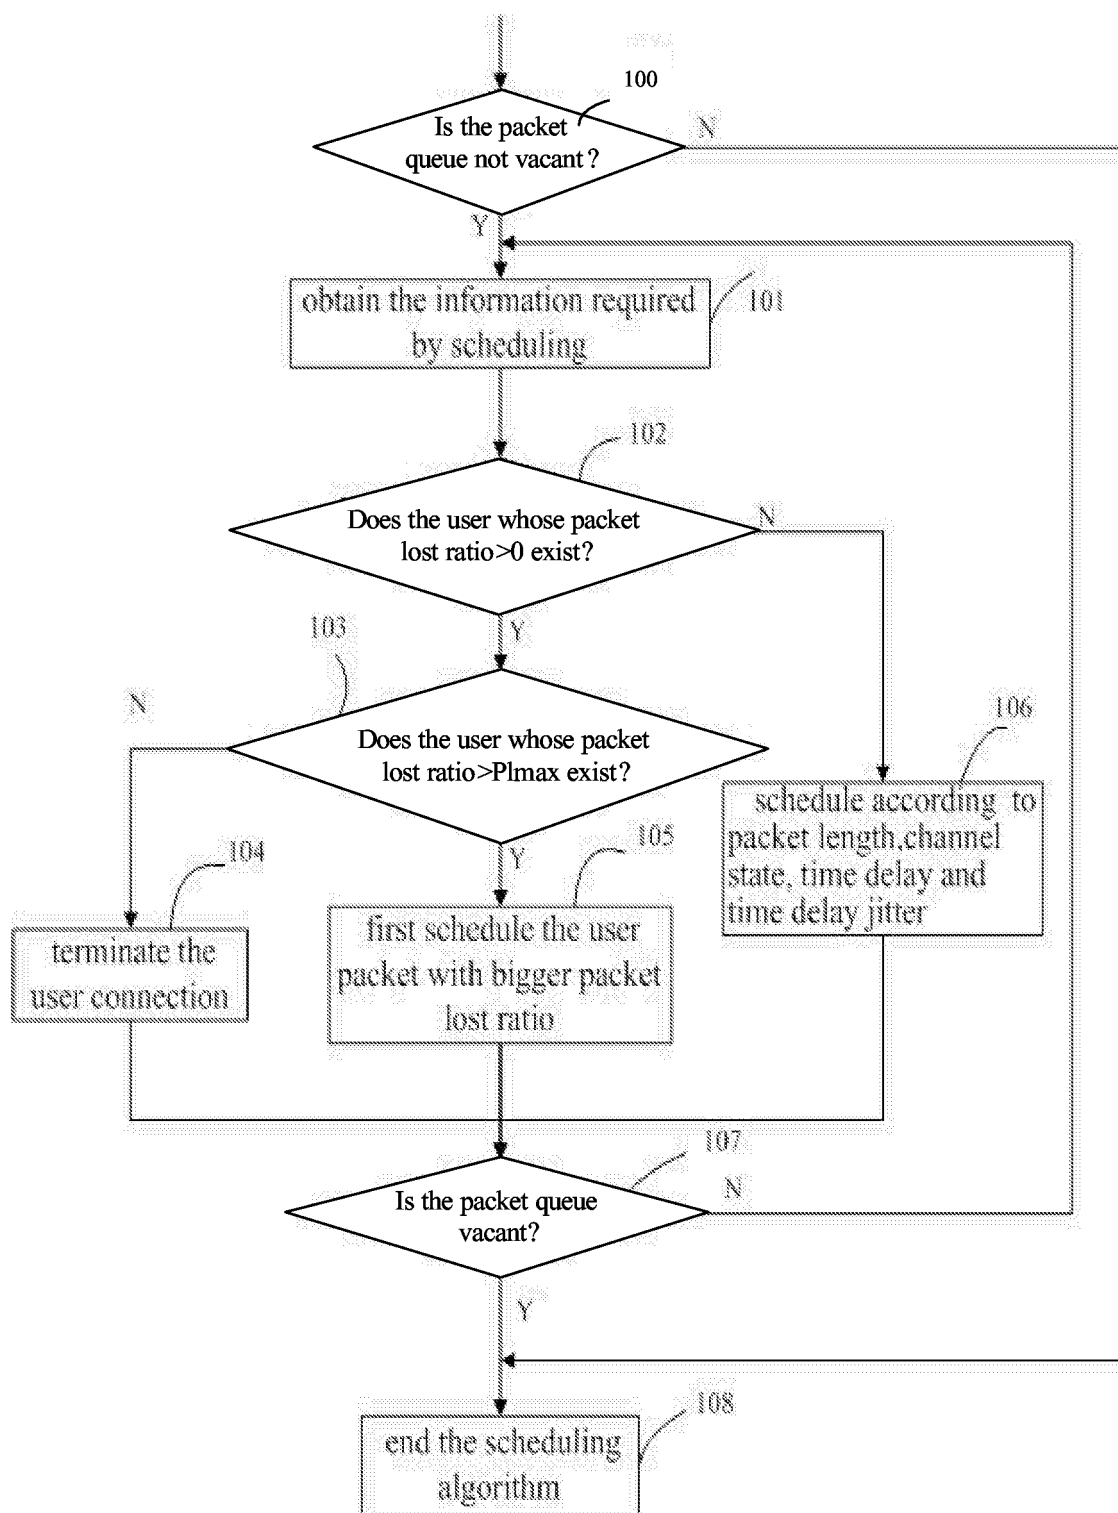 100
Is the packet
queue not vacant?
N
Y
obtain the information required
by scheduling
101
102
Does the user whose packet
lost ratio>0 exist?
N
Y
103
Does the user whose packet
lost ratio>Plmax exist?
N
Y
106
schedule according to
packet length,channel
state, time delay and
time delay jitter
104
terminate the
user connection
105
first schedule the user
packet with bigger packet
lost ratio
107
Is the packet queue
vacant?
N
Y
108
end the scheduling
algorithm